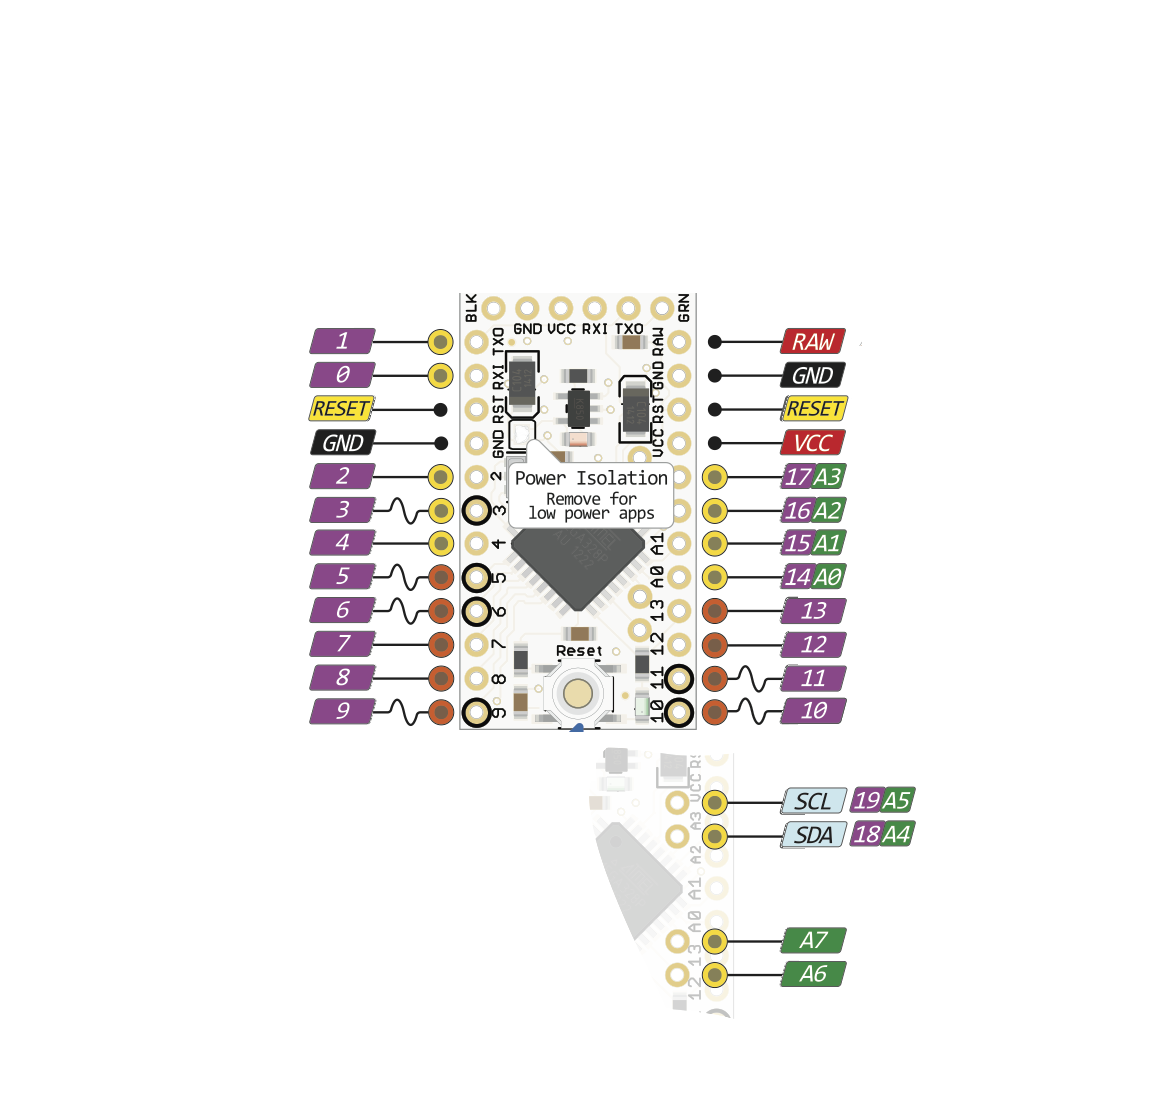 BLK
GRN
GND VCC RXI TXO
1
TXO
RAW
RAW
0
RXI
GND
GND
RESET
RST
RST
RESET
GND
GND
VCC
VCC
2
2
17 A3
Power Isolation
Remove for
low power apps
3
3
16 A2
4
4
A1
15 A1
5
5
A0
14 A0
6
6
13
13
7
7
12
12
Reset
8
8
11
11
9
9
10
10
VCC
SCL 19 A5
A3
SDA 18 A4
A2
A1
A0
A7
13
A6
12